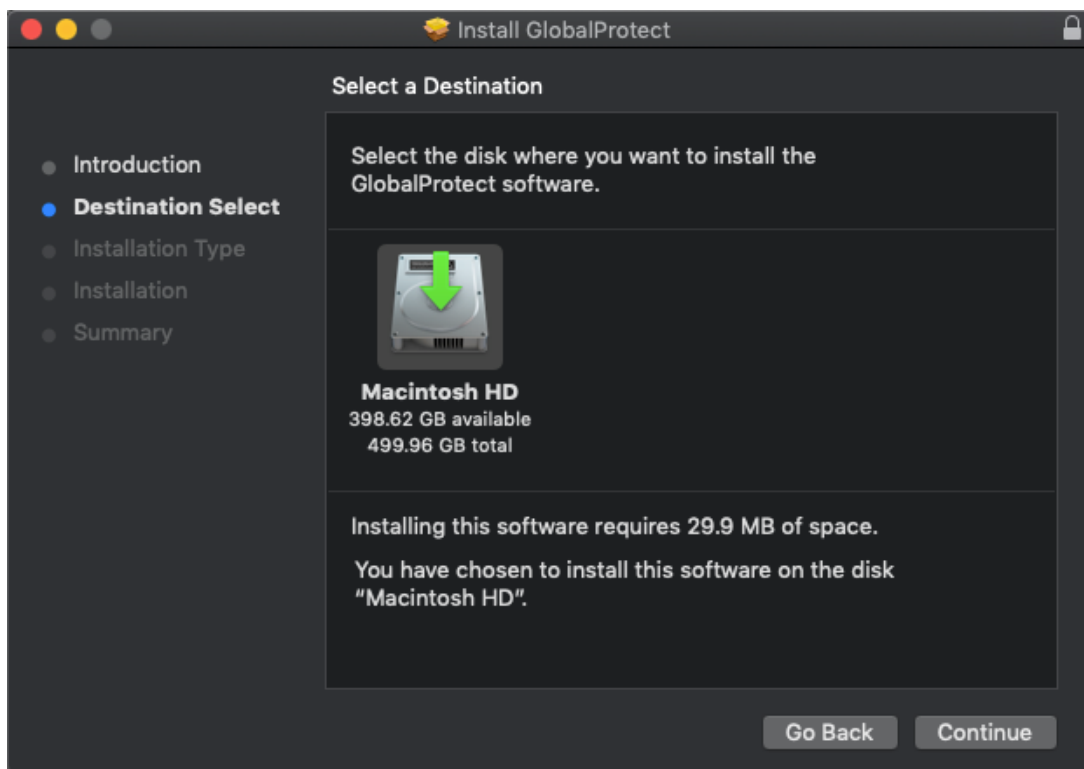 Install GlobalProtect
Select a Destination
Introduction
Destination Select
Installation Type
Installation
Summary
Select the disk where you want to install the
GlobalProtect software.
Macintosh HD
398.62 GB available
499.96 GB total
Installing this software requires 29.9 MB of space.
You have chosen to install this software on the disk
“Macintosh HD”.
Go Back
Continue